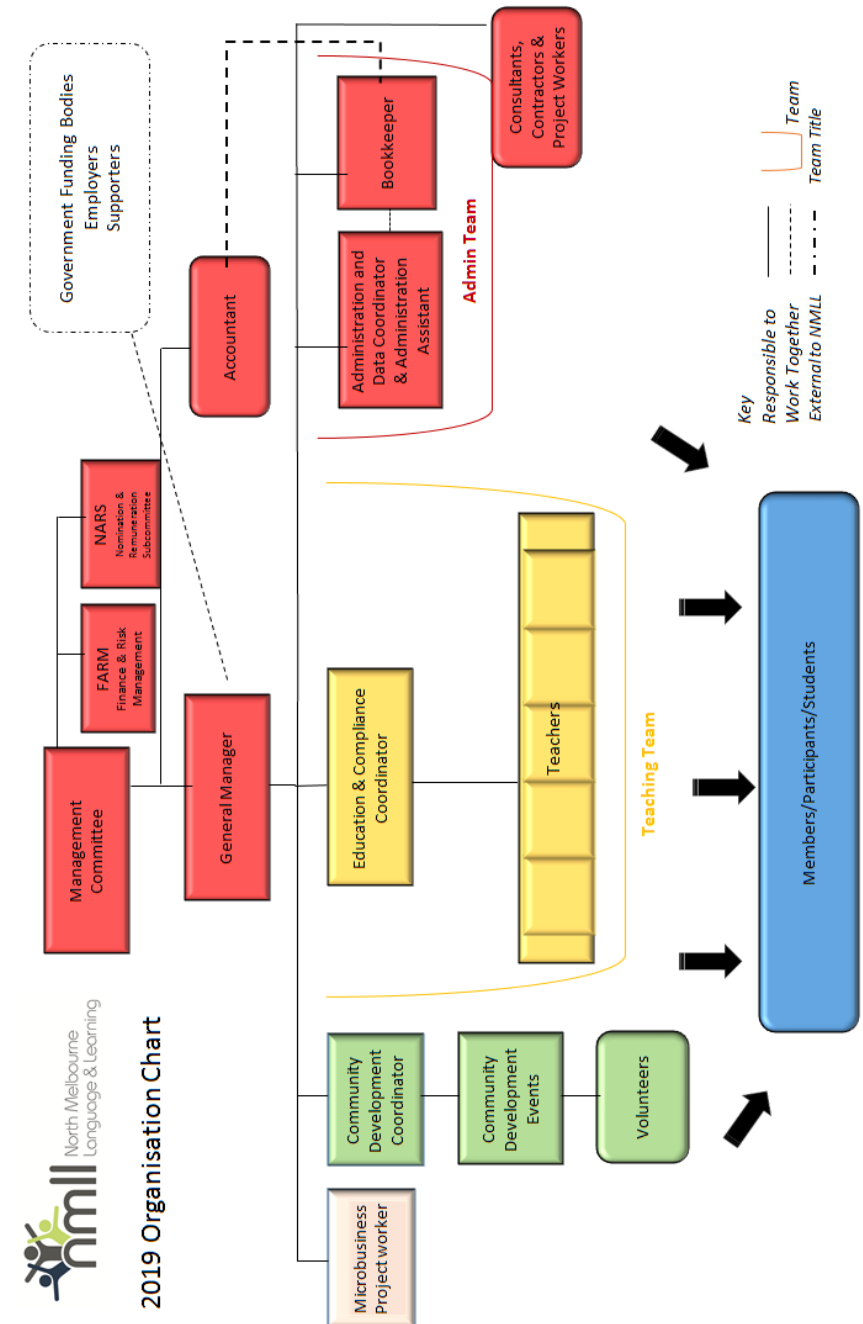 nmll
North Melbourne
Language & Learning
2019 Organisation Chart
Management
Committee
FARM
Finance & Risk
Management
NARS
Nomination &
Remuneration
Subcommittee
Government Funding Bodies
Employers
Supporters
General Manager
Accountant
Microbusiness
Project worker
Community
Development
Coordinator
Community
Development
Events
Volunteers
Education & Compliance
Coordinator
Teachers
Teaching Team
Administration and
Data Coordinator
& Administration
Assistant
Bookkeeper
Admin Team
Consultants,
Contractors &
Project Workers
Members/Participants/Students
Key
Responsible to
Work Together
External to NMLL
Team
Team Title